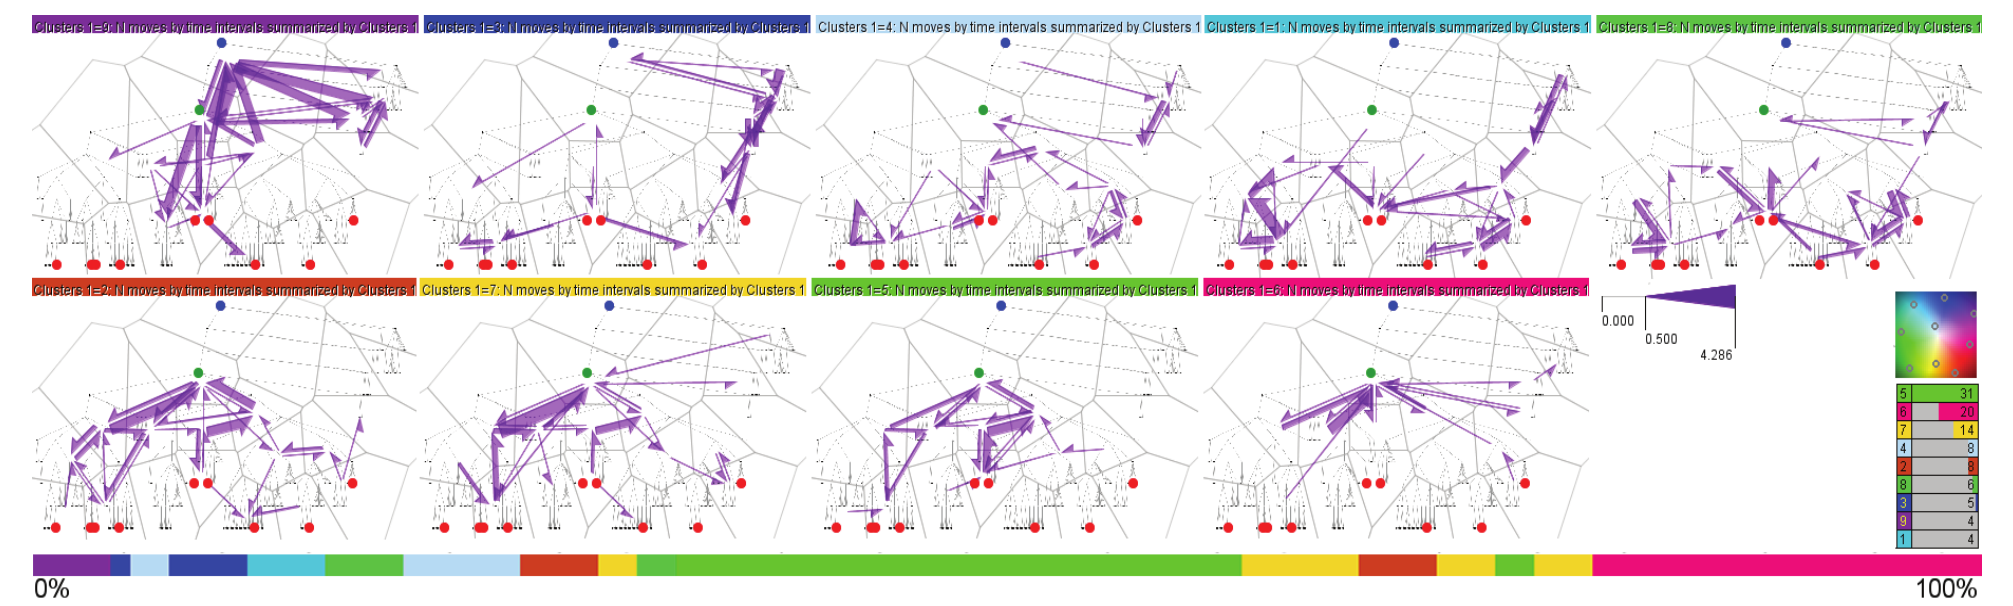 Clusters 1=9: N moves by time intervals summarized by Clusters 1
Clusters 1=3: N moves by time intervals summarized by Clusters 1
Clusters 1=4: N moves by time intervals summarized by Clusters 1
Clusters 1=1: N moves by time intervals summarized by Clusters 1
Clusters 1=8: N moves by time intervals summarized by Clusters 1
Clusters 1=2: N moves by time intervals summarized by Clusters 1
Clusters 1=7: N moves by time intervals summarized by Clusters 1
Clusters 1=5: N moves by time intervals summarized by Clusters 1
Clusters 1=6: N moves by time intervals summarized by Clusters 1
0.000
0.500
4.286
5 31
6 20
7 14
4 8
2 8
8 6
3 5
9 4
1 4
0%
100%